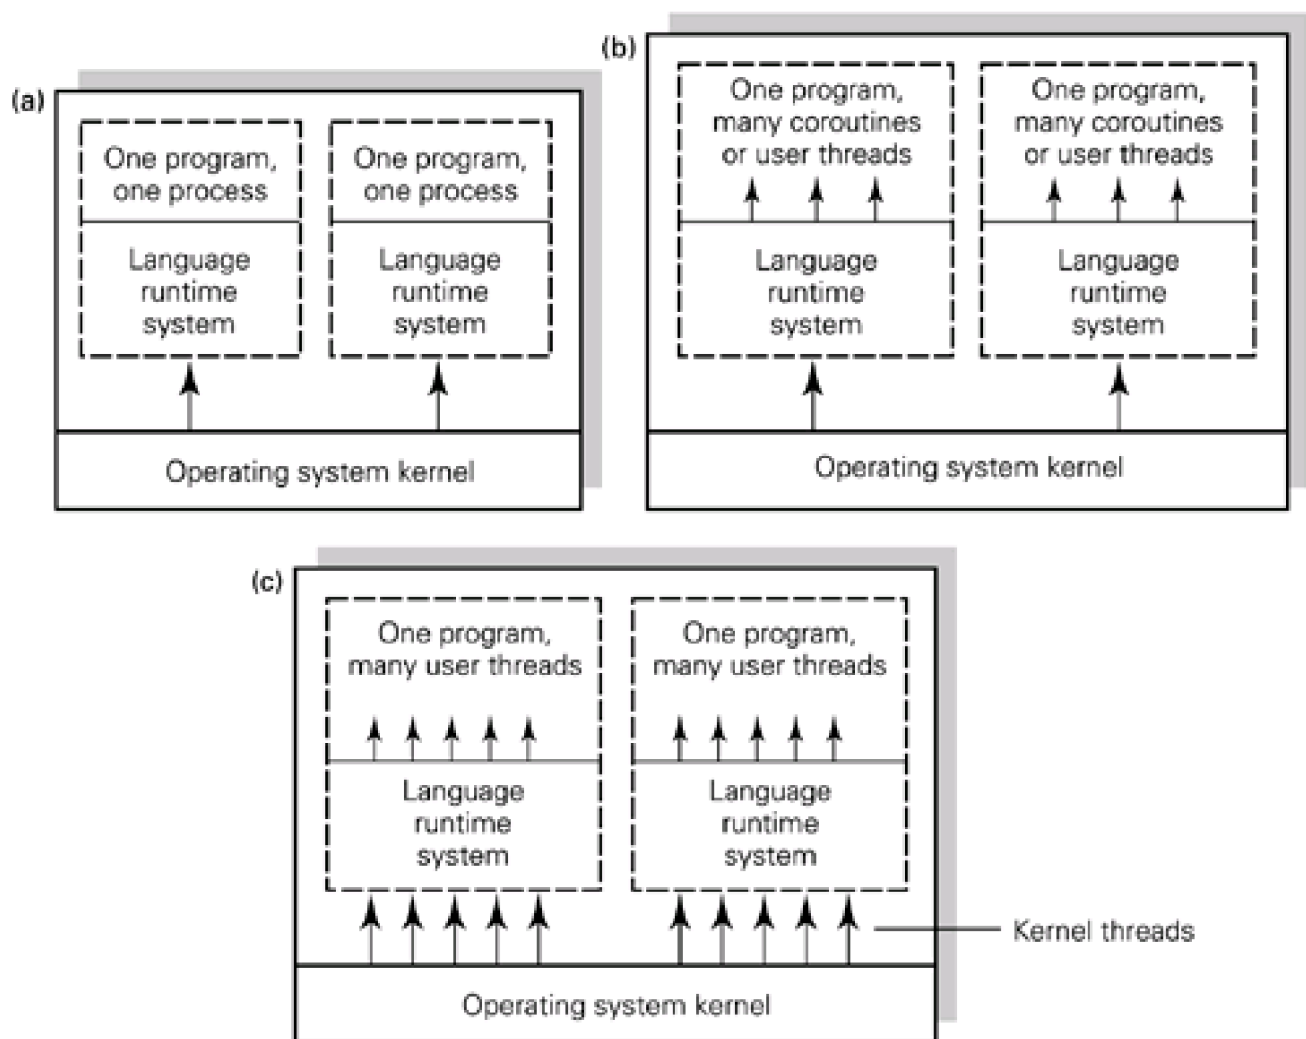 (a)
One program,
one process
Language
runtime
system
One program,
one process
Language
runtime
system
Operating system kernel
(b)
One program,
many coroutines
or user threads
Language
runtime
system
One program,
many coroutines
or user threads
Language
runtime
system
Operating system kernel
(c)
One program,
many user threads
Language
runtime
system
One program,
many user threads
Language
runtime
system
Kernel threads
Operating system kernel